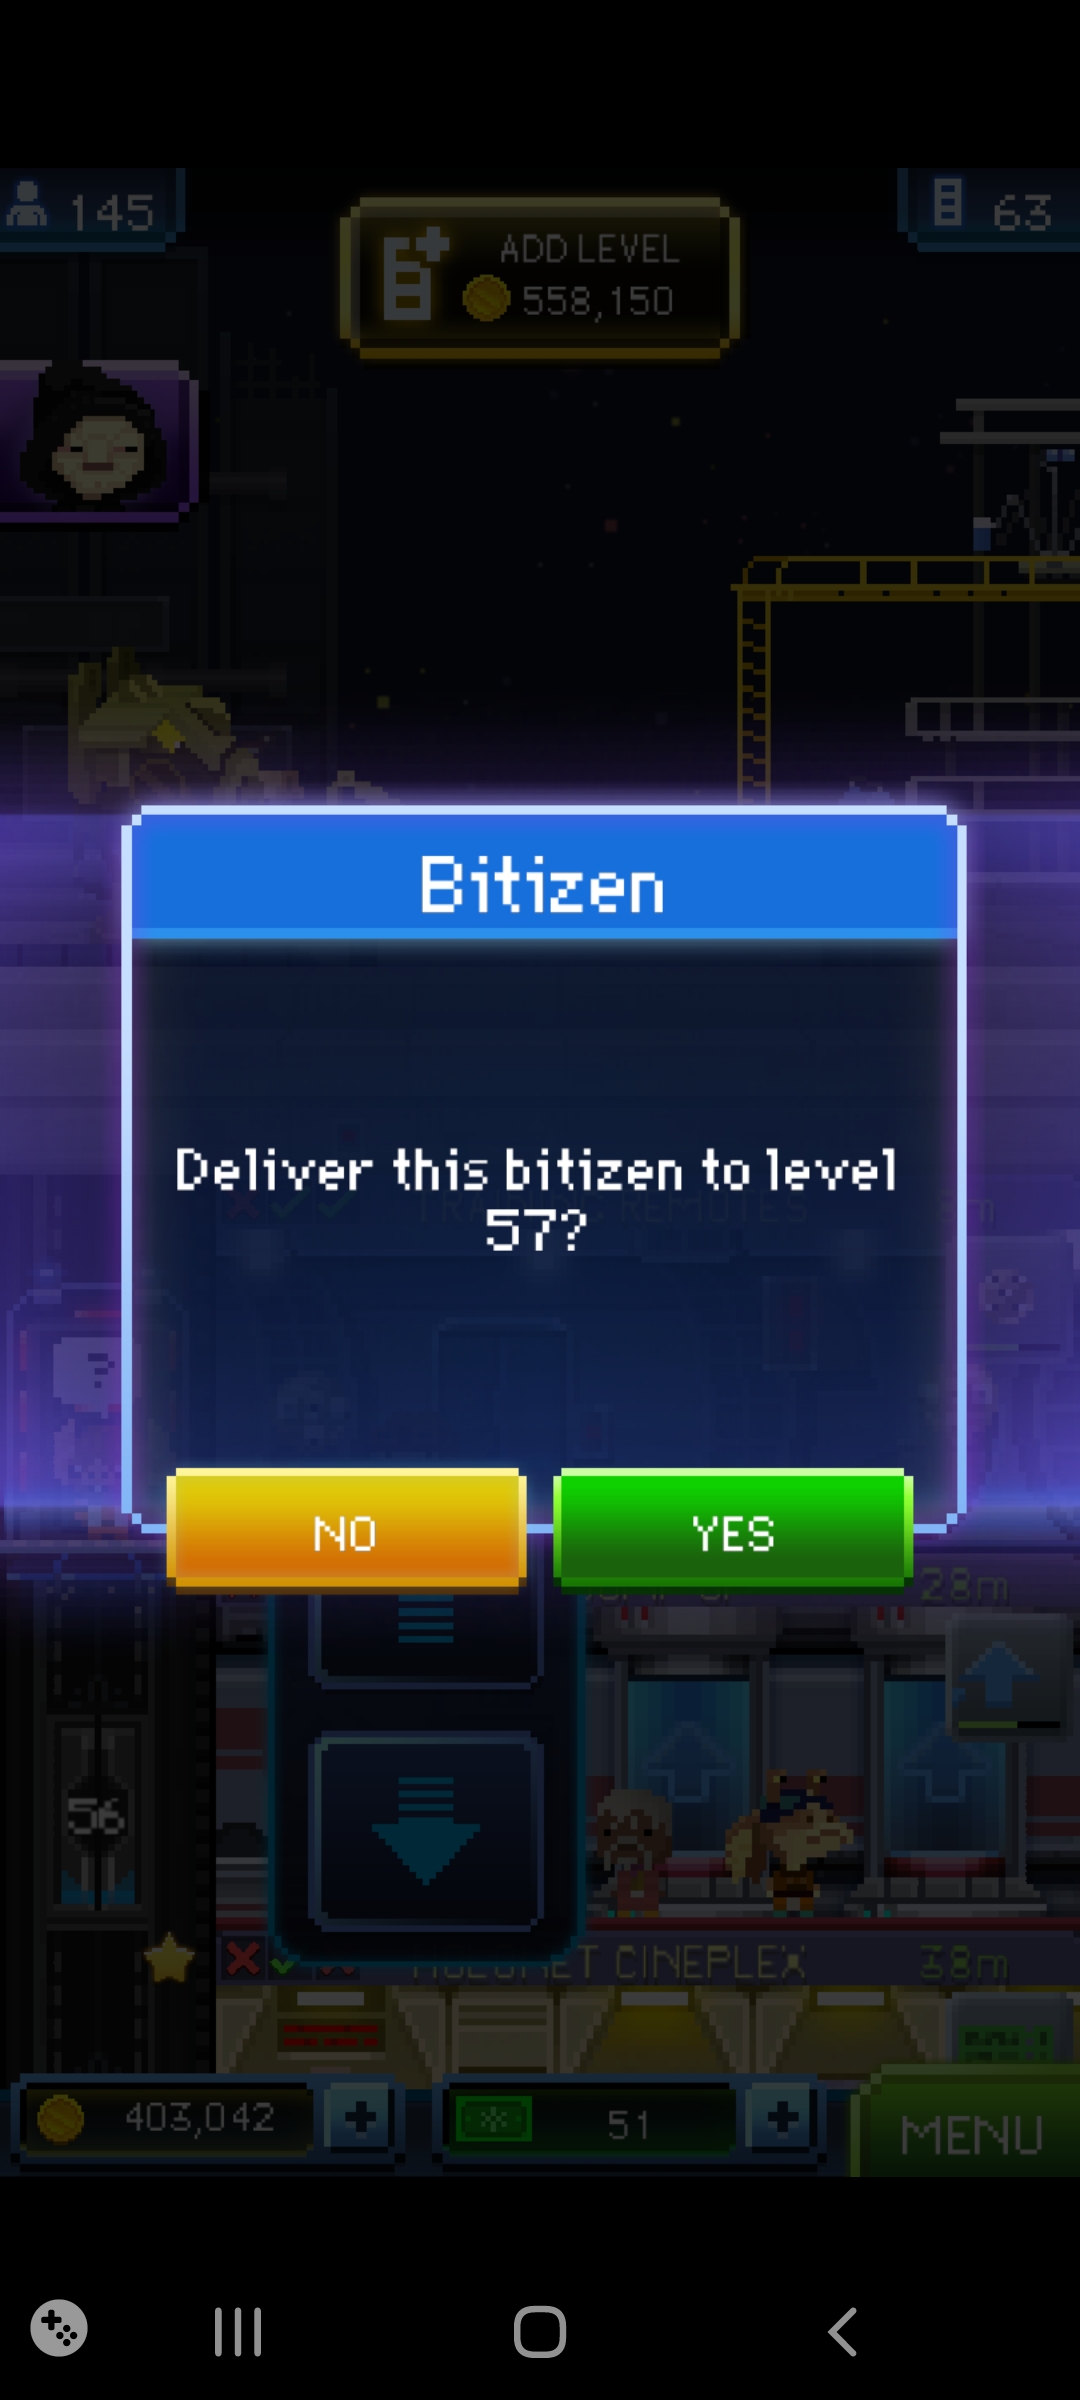 145
ADD LEVEL
558,150
63
Bitizen
Deliver this bitizen to level
57?
REMOTES
?
NO
YES
28m
56
CINEPLEX
38m
403,042
+
51
+
MENU